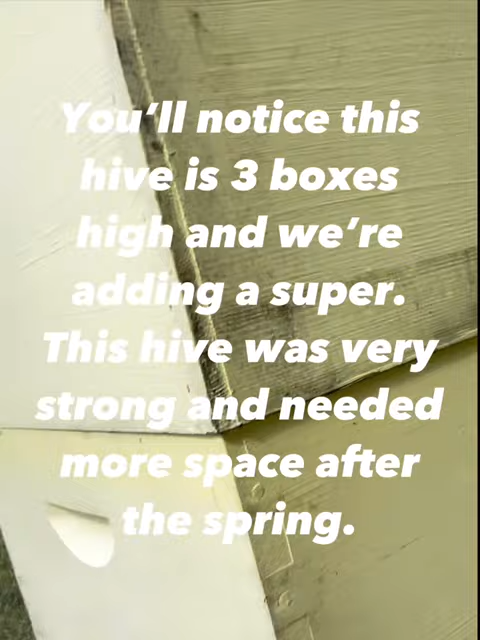 You'll notice this
hive is 3 boxes
high and we're
adding a super.
This hive was very
strong and needed
more space after
the spring.